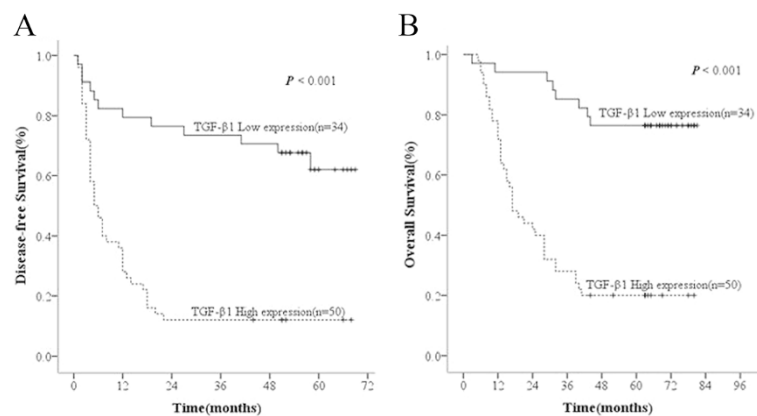 A
B
Disease-free Survival(%)
1.0
0.8
0.6
0.4
0.2
0.0
P < 0.001
TGF-β1 Low expression(n=34)
TGF-β1 High expression(n=50)
0 12 24 36 48 60 72
Time(months)
Overall Survival(%)
1.0
0.8
0.6
0.4
0.2
0.0
P < 0.001
TGF-β1 Low expression(n=34)
TGF-β1 High expression(n=50)
0 12 24 36 48 60 72 84 96
Time(months)